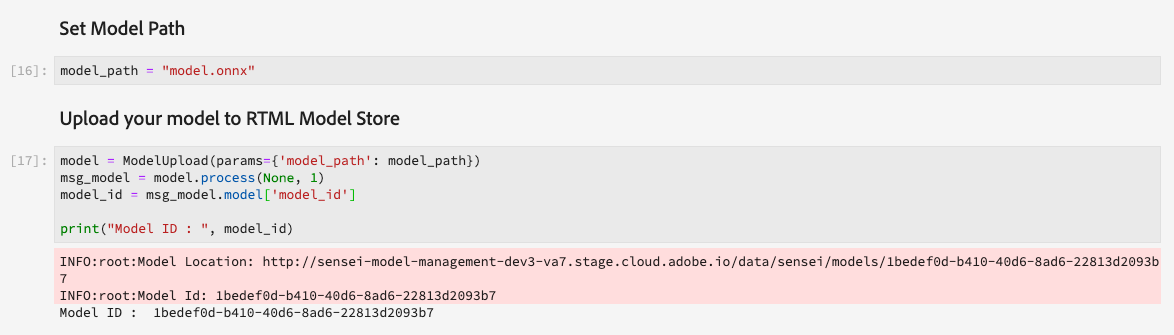 Set Model Path
[16]: model_path = "model.onnx"
Upload your model to RTML Model Store
[17]: model = ModelUpload(params={'model_path': model_path})
msg_model = model.process(None, 1)
model_id = msg_model.model['model_id']
print("Model ID : ", model_id)
INFO:root:Model Location: http://sensei-model-management-dev3-va7.stage.cloud.adobe.io/data/sensei/models/1bedef0d-b410-40d6-8ad6-22813d2093b
7
INFO:root:Model Id: 1bedef0d-b410-40d6-8ad6-22813d2093b7
Model ID :  1bedef0d-b410-40d6-8ad6-22813d2093b7